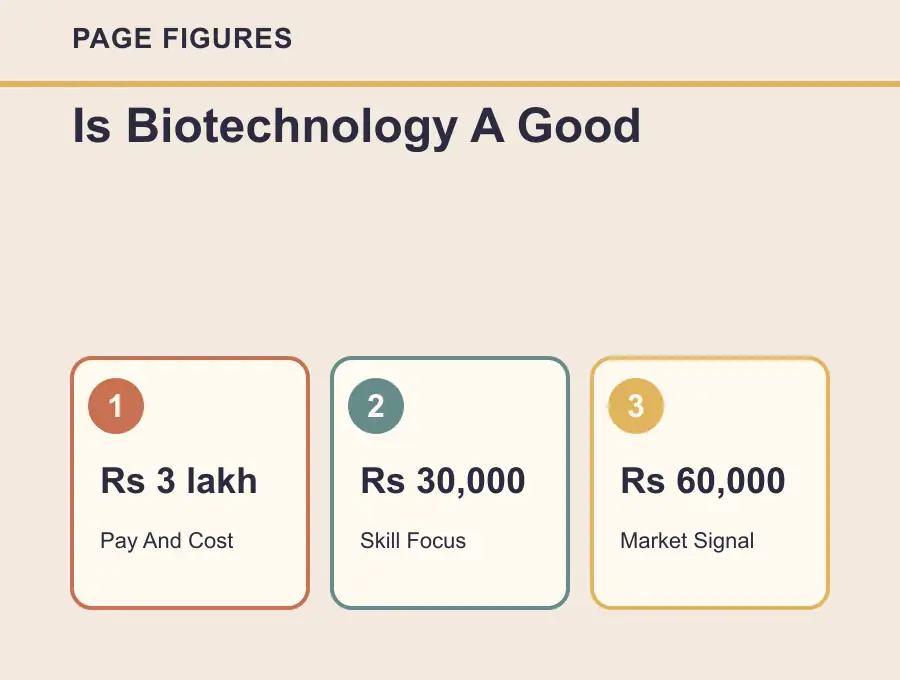 PAGE FIGURES
Is Biotechnology A Good
1
2
3
Rs 3 lakh
Rs 30,000
Rs 60,000
Pay And Cost
Skill Focus
Market Signal